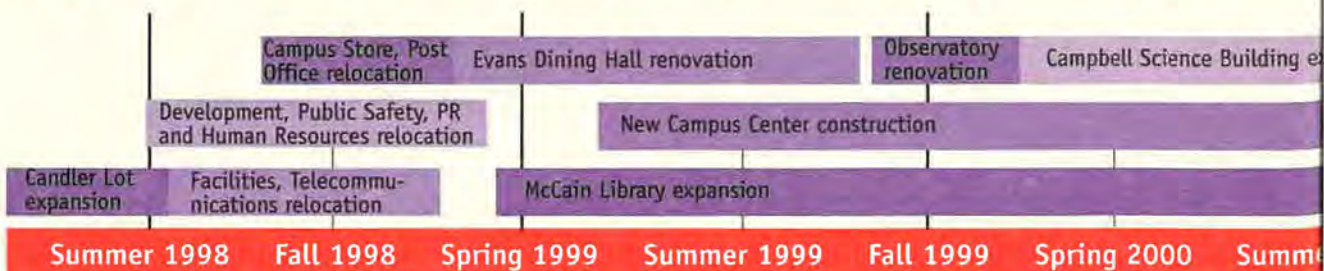 Campus Store, Post
Office relocation
Evans Dining Hall renovation
Observatory
renovation
Campbell Science Building
Development, Public Safety, PR
and Human Resources relocation
New Campus Center construction
Candler Lot
expansion
Facilities, Telecommu-
nications relocation
McCain Library expansion
Summer 1998 Fall 1998 Spring 1999 Summer 1999 Fall 1999 Spring 2000